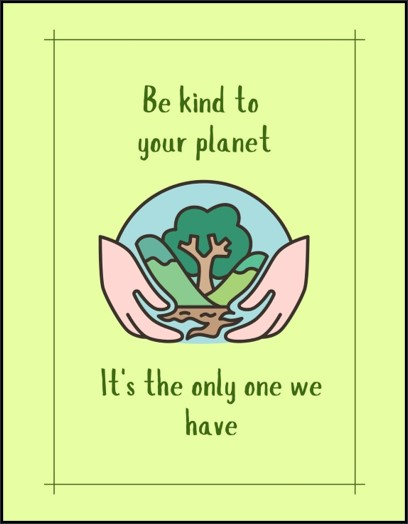 Be kind to
your planet
It's the only one we
have